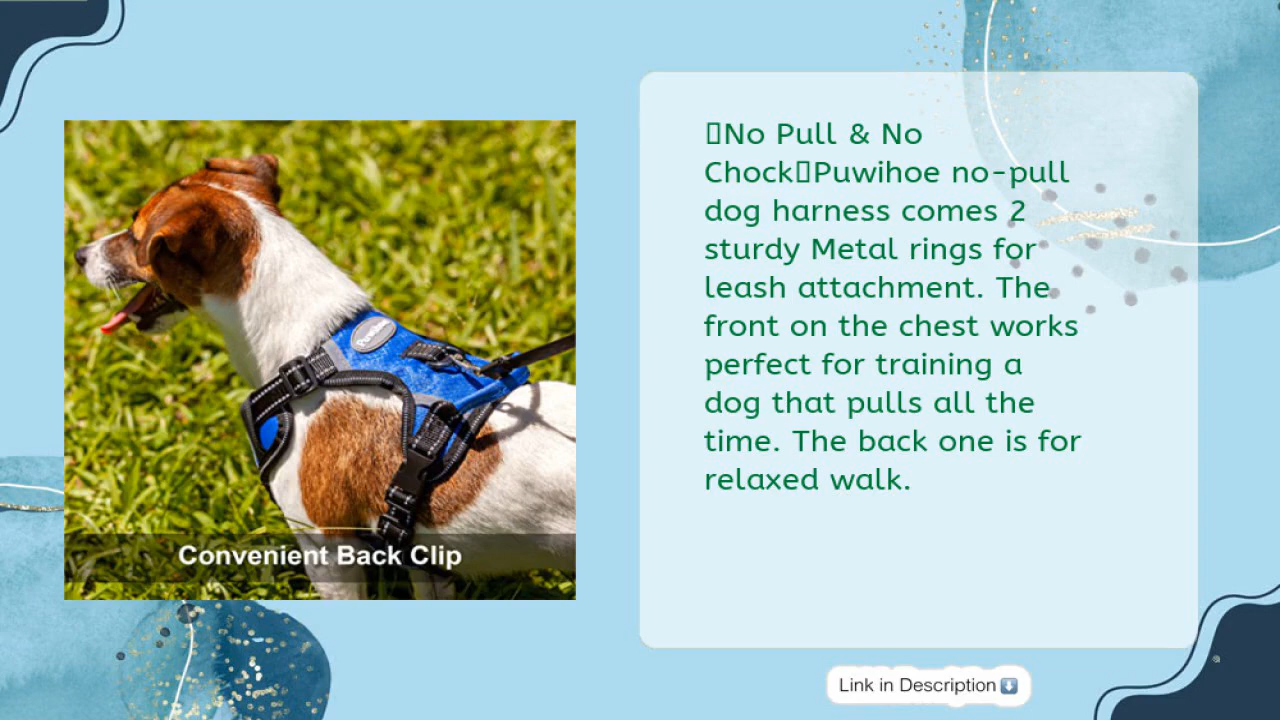 ▯No Pull & No
Chock▯Puwihoe no-pull
dog harness comes 2
sturdy Metal rings for
leash attachment. The
front on the chest works
perfect for training a
dog that pulls all the
time. The back one is for
relaxed walk.
Convenient Back Clip
Link in Description⬇️